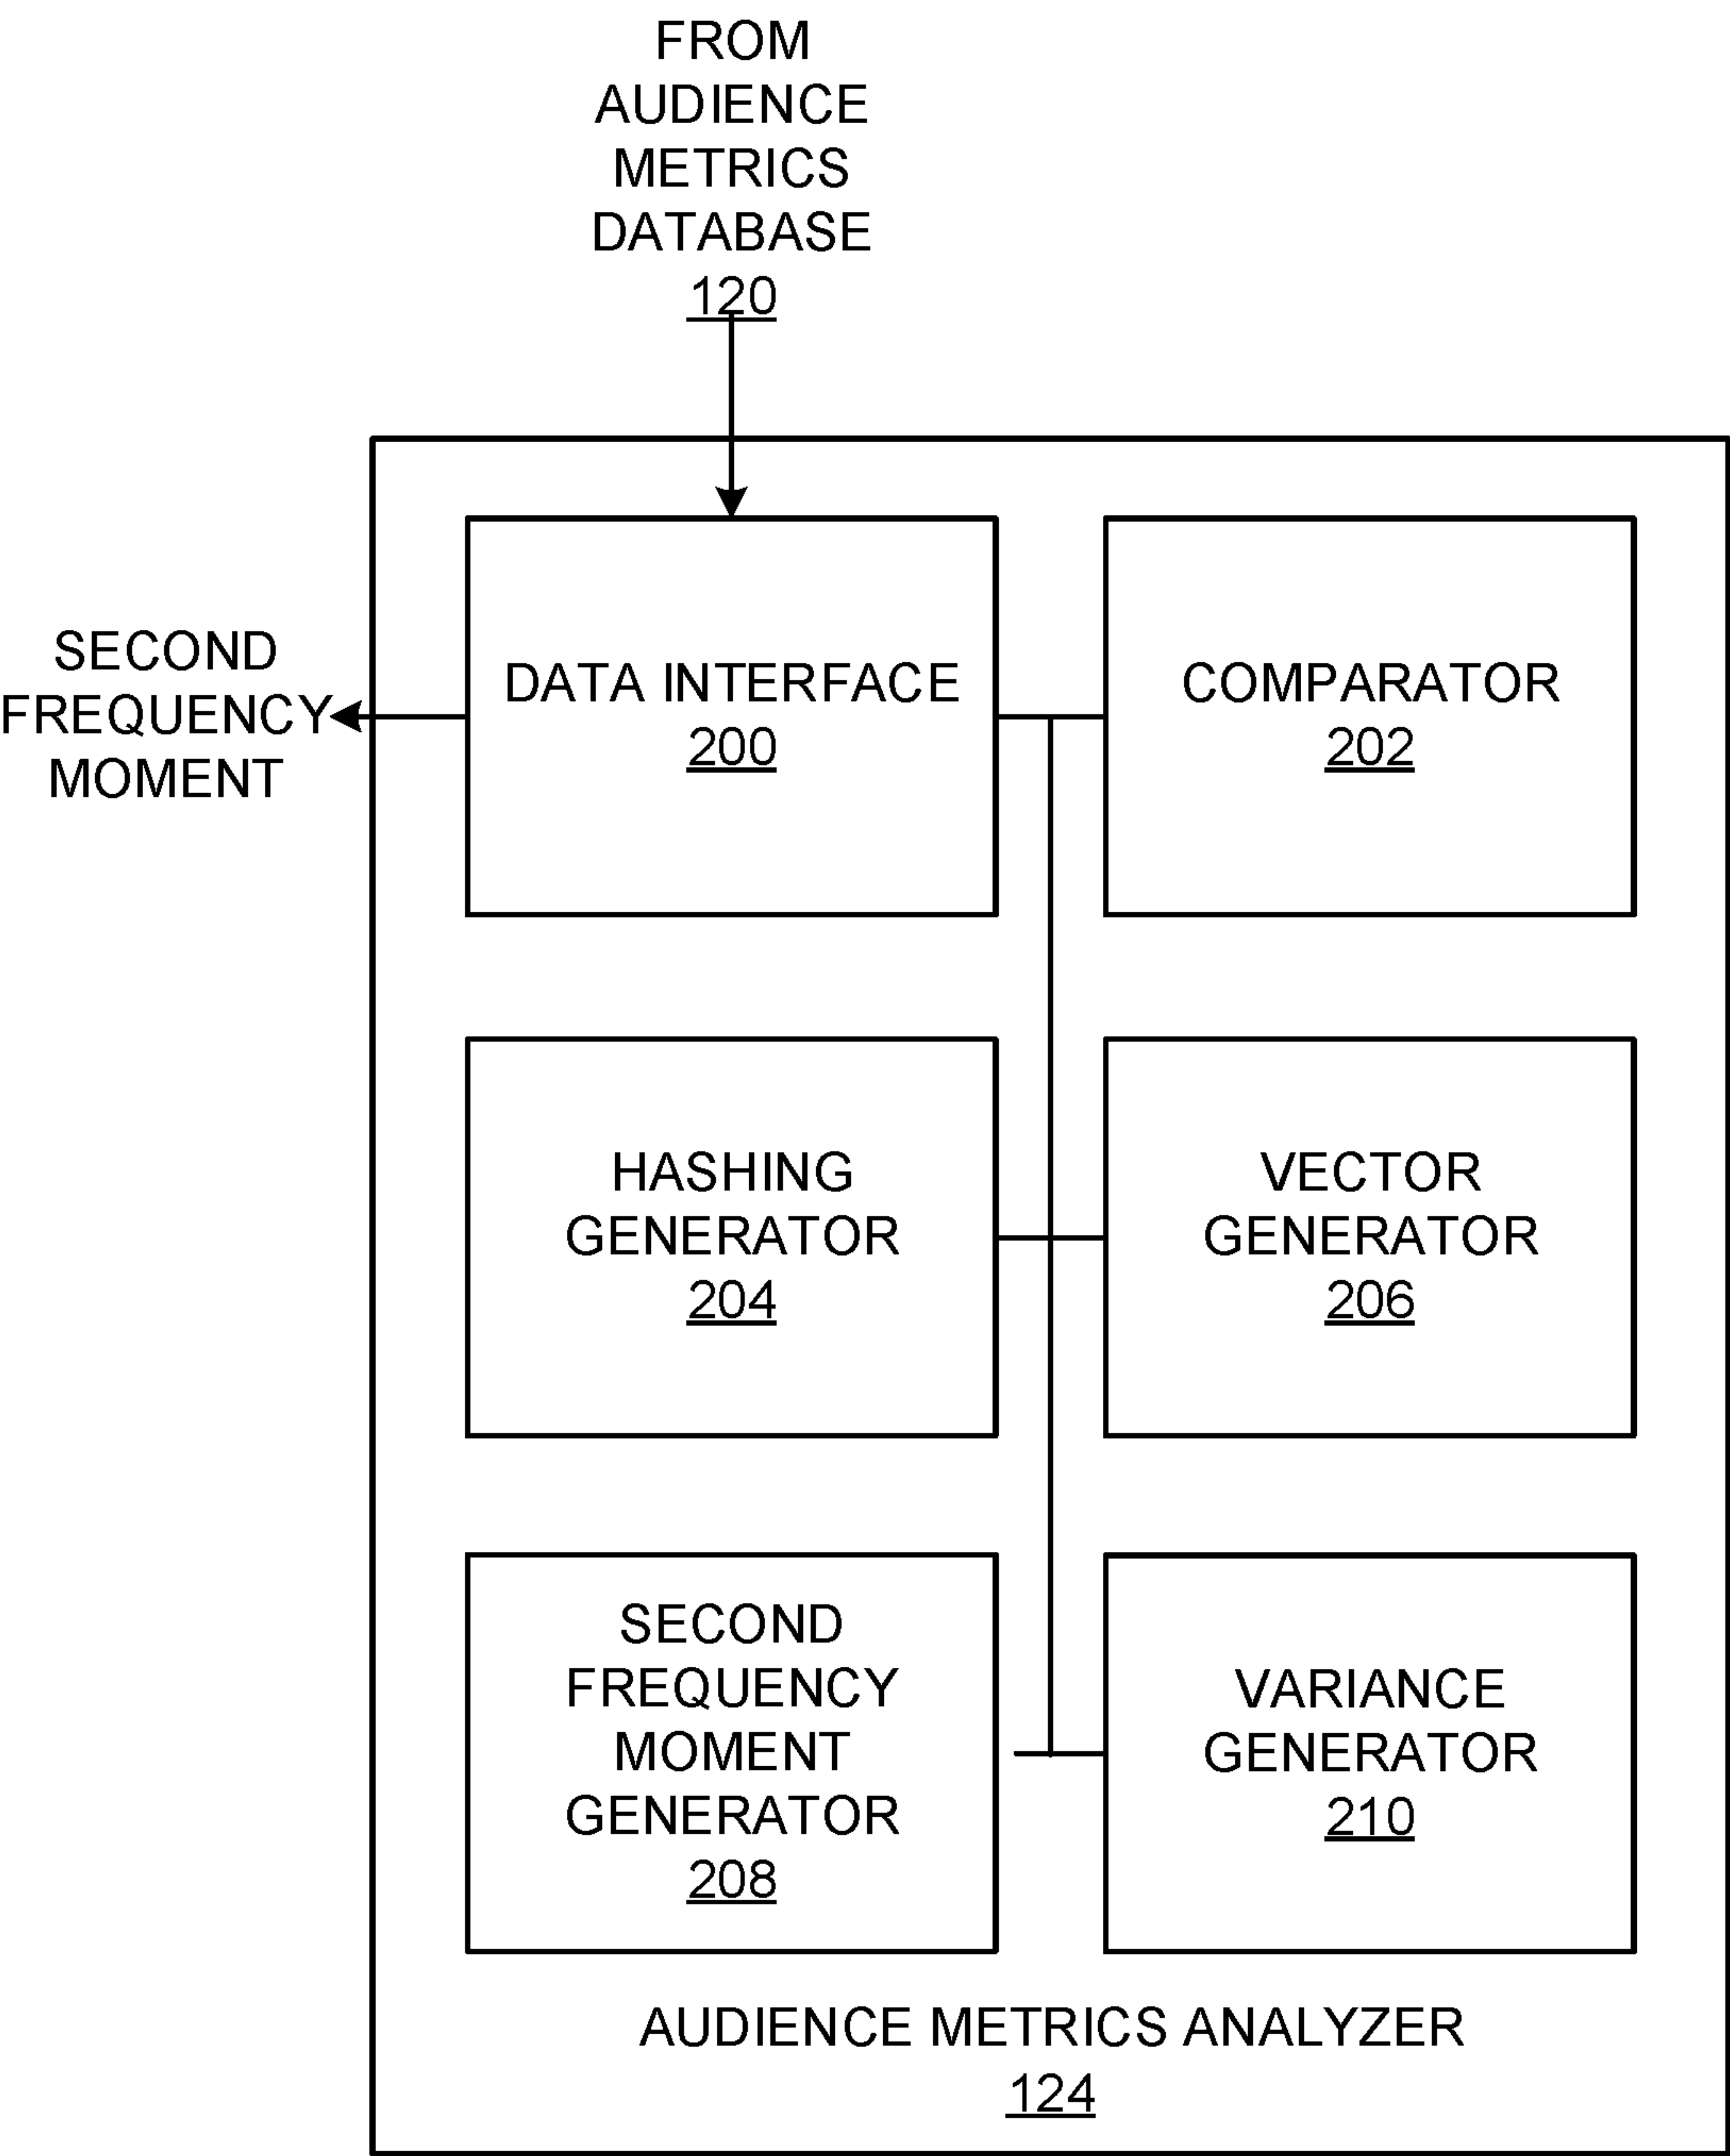 FROM
AUDIENCE
METRICS
DATABASE
120
SECOND
FREQUENCY
MOMENT
DATA INTERFACE
200
COMPARATOR
202
HASHING
GENERATOR
204
VECTOR
GENERATOR
206
SECOND
FREQUENCY
MOMENT
GENERATOR
208
VARIANCE
GENERATOR
210
AUDIENCE METRICS ANALYZER
124